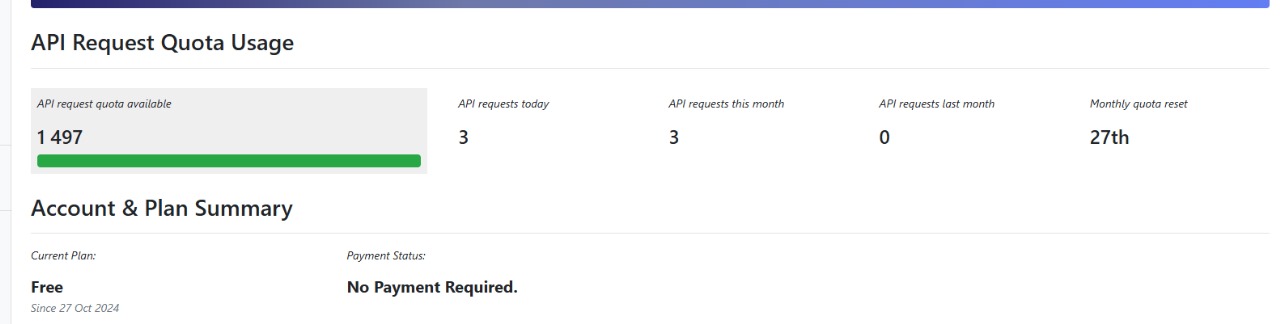 API Request Quota Usage
API request quota available
1 497
API requests today
3
API requests this month
3
API requests last month
0
Monthly quota reset
27th
Account & Plan Summary
Current Plan:
Free
Since 27 Oct 2024
Payment Status:
No Payment Required.